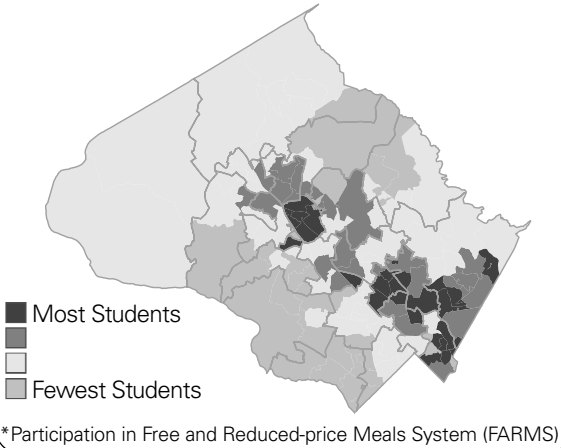 Most Students
Fewest Students
*Participation in Free and Reduced-price Meals System (FARMS)